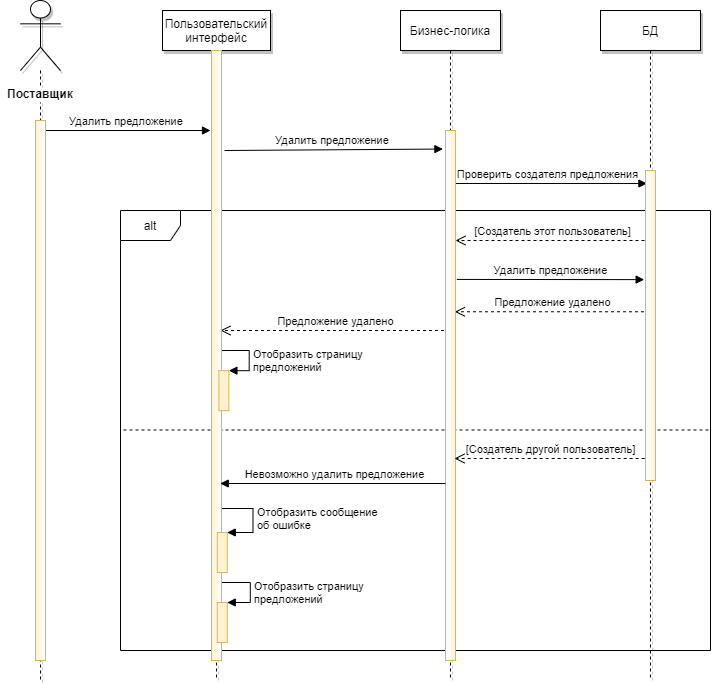 Пользовательский
интерфейс
Бизнес-логика
БД
Поставщик
Удалить предложение
Удалить предложение
Проверить создателя предложения
alt
[Создатель этот пользователь]
Удалить предложение
Предложение удалено
Предложение удалено
Отобразить страницу
предложений
[Создатель другой пользователь]
Невозможно удалить предложение
Отобразить сообщение
об ошибке
Отобразить страницу
предложений